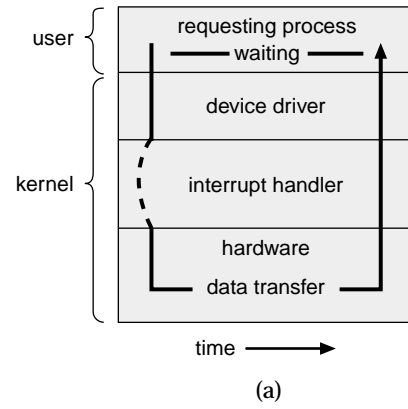 user
requesting process
waiting
device driver
kernel
interrupt handler
hardware
data transfer
time
(a)